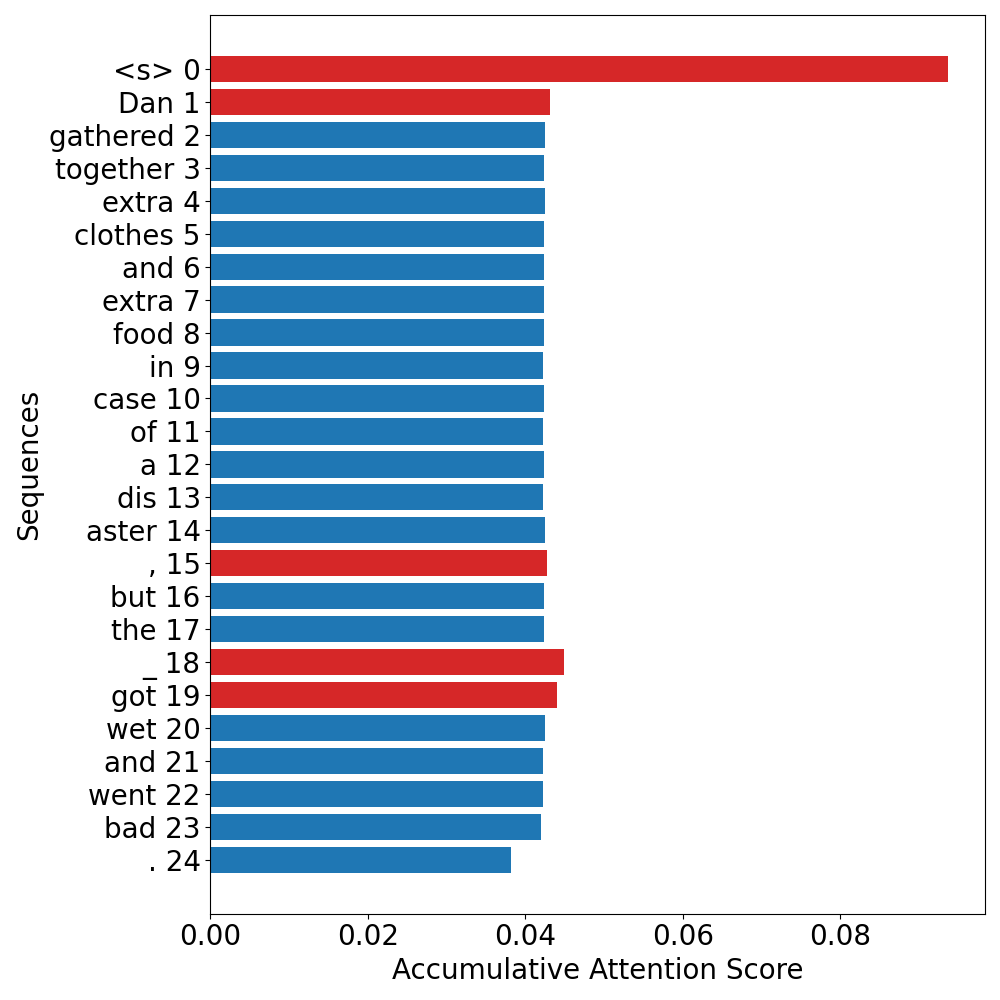 <s> 0
Dan 1
gathered 2
together 3
extra 4
clothes 5
and 6
extra 7
food 8
in 9
case 10
of 11
a 12
dis 13
aster 14
, 15
but 16
the 17
_ 18
got 19
wet 20
and 21
went 22
bad 23
. 24
Sequences
0.00 0.02 0.04 0.06 0.08
Accumulative Attention Score